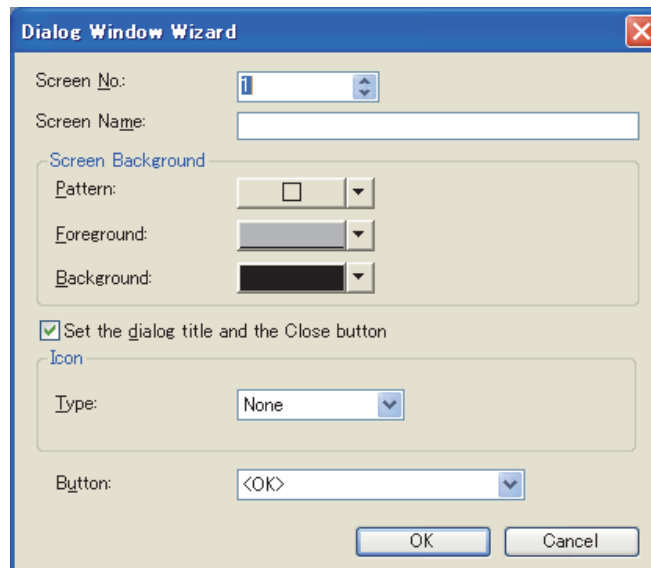 Dialog Window Wizard
Screen No.: 1
Screen Name:
Screen Background
Pattern:
Foreground:
Background:
Set the dialog title and the Close button
Icon
Type: None
Button: <OK>
OK Cancel